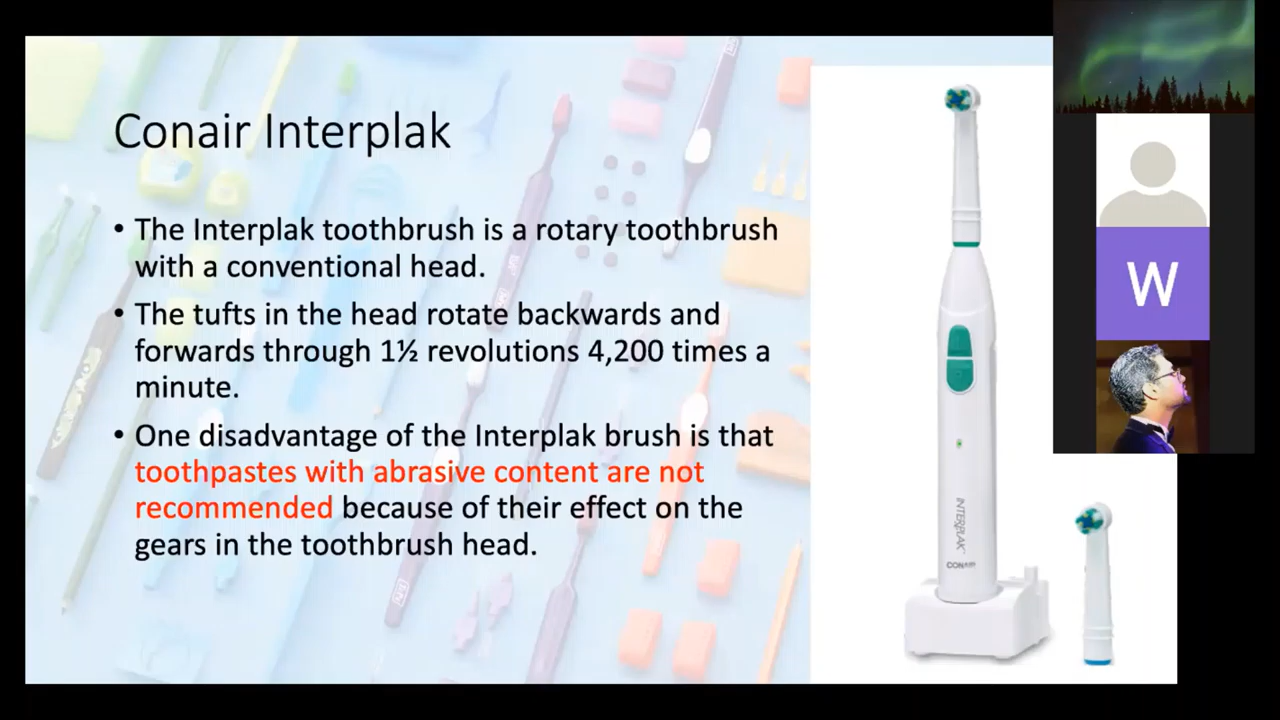 Conair Interplak
• The Interplak toothbrush is a rotary toothbrush
with a conventional head.
• The tufts in the head rotate backwards and
forwards through 1½ revolutions 4,200 times a
minute.
• One disadvantage of the Interplak brush is that
toothpastes with abrasive content are not
recommended because of their effect on the
gears in the toothbrush head.
INTERPLAK
CONAIR
W